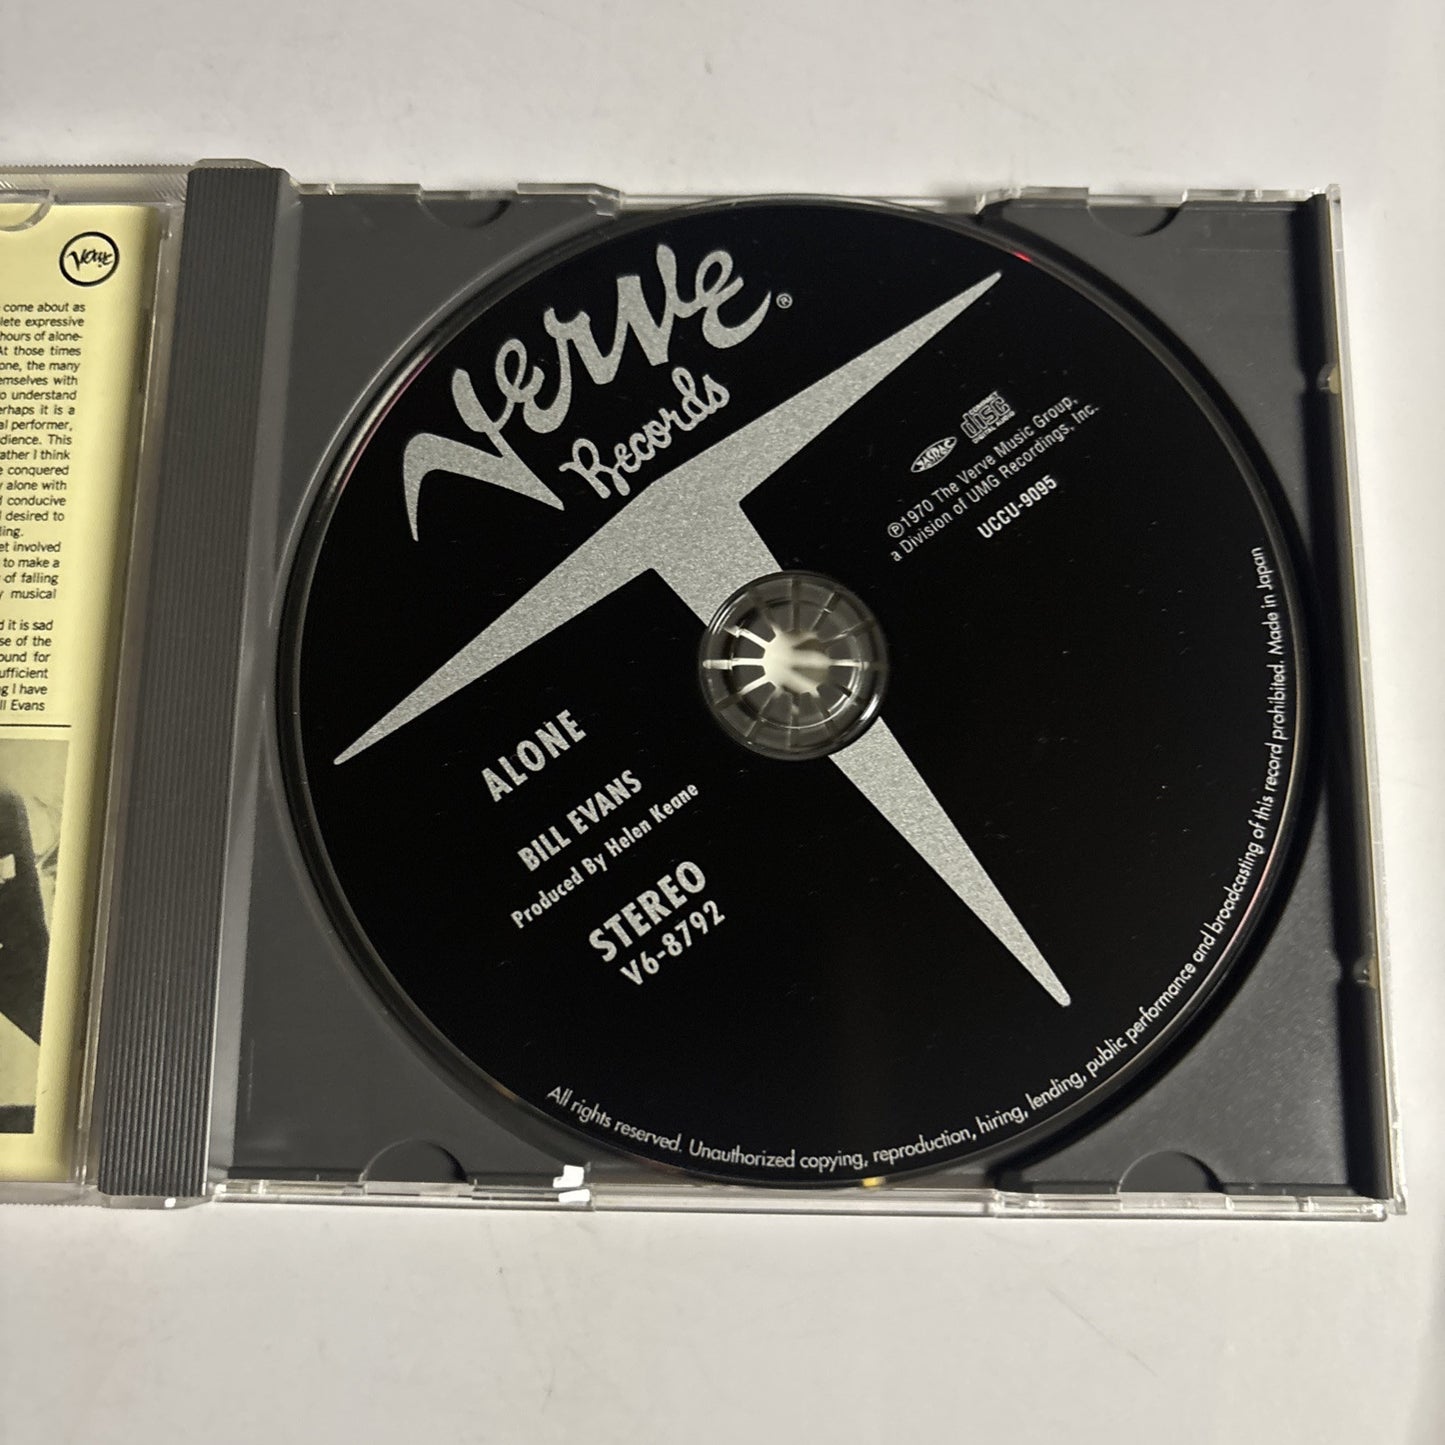 Verve
come about as
lete expressive
hours of alone-
At those times
one, the many
emselves with
o understand
erhaps it is a
al performer,
dience. This
ather I think
e conquered
y alone with
d conducive
I desired to
ling.
et involved
to make a
of falling
y musical
d it is sad
se of the
ound for
ufficient
g I have
ll Evans
Verve®
Records
JASRAC
COMPACT
disc
DIGITAL AUDIO
℗1970 The Verve Music Group,
a Division of UMG Recordings, Inc.
UCCU-9095
ALONE
BILL EVANS
Produced By Helen Keane
STEREO
V6-8792
All rights reserved. Unauthorized copying, reproduction, hiring, lending, public performance and broadcasting of this record prohibited. Made in Japan